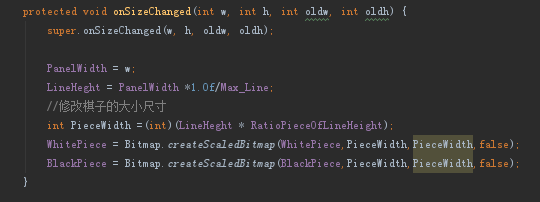 protected void onSizeChanged(int w, int h, int oldw, int oldh) {
super.onSizeChanged(w, h, oldw, oldh);
PanelWidth = w;
LineHeght = PanelWidth *1.0f/Max_Line;
//修改棋子的大小尺寸
int PieceWidth =(int)(LineHeght * RatioPieceOfLineHeight);
WhitePiece = Bitmap.createScaledBitmap(WhitePiece,PieceWidth,PieceWidth,false);
BlackPiece = Bitmap.createScaledBitmap(BlackPiece,PieceWidth,PieceWidth,false);
}